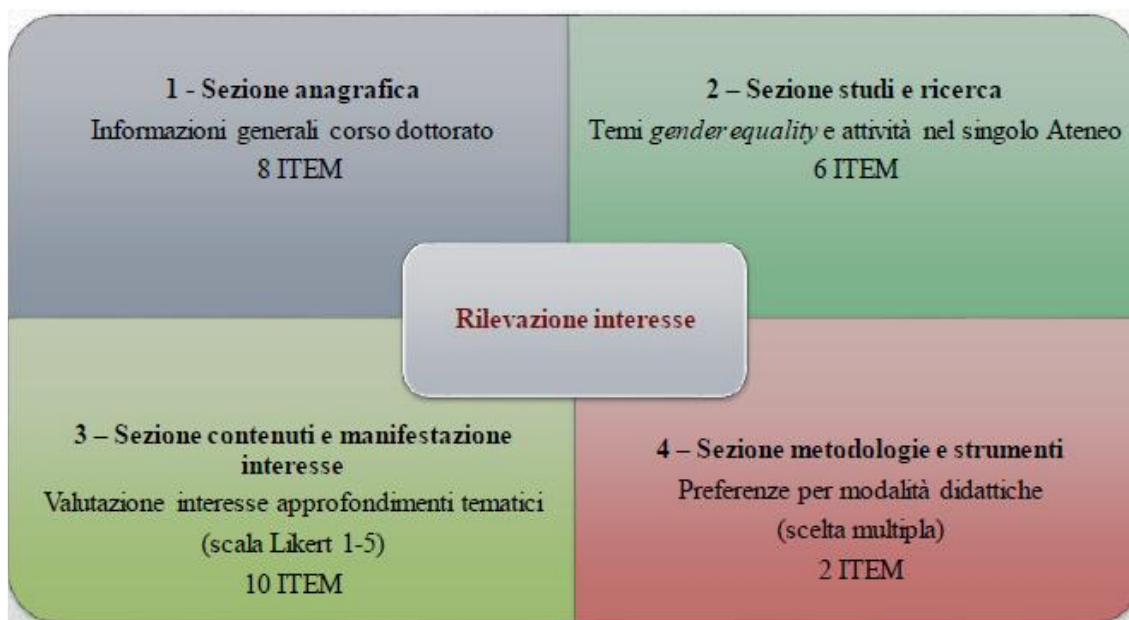 1 - Sezione anagrafica
Informazioni generali corso dottorato
8 ITEM
2 – Sezione studi e ricerca
Temi gender equality e attività nel singolo Ateneo
6 ITEM
Rilevazione interesse
3 – Sezione contenuti e manifestazione
interesse
Valutazione interesse approfondimenti tematici
(scala Likert 1-5)
10 ITEM
4 – Sezione metodologie e strumenti
Preferenze per modalità didattiche
(scelta multipla)
2 ITEM